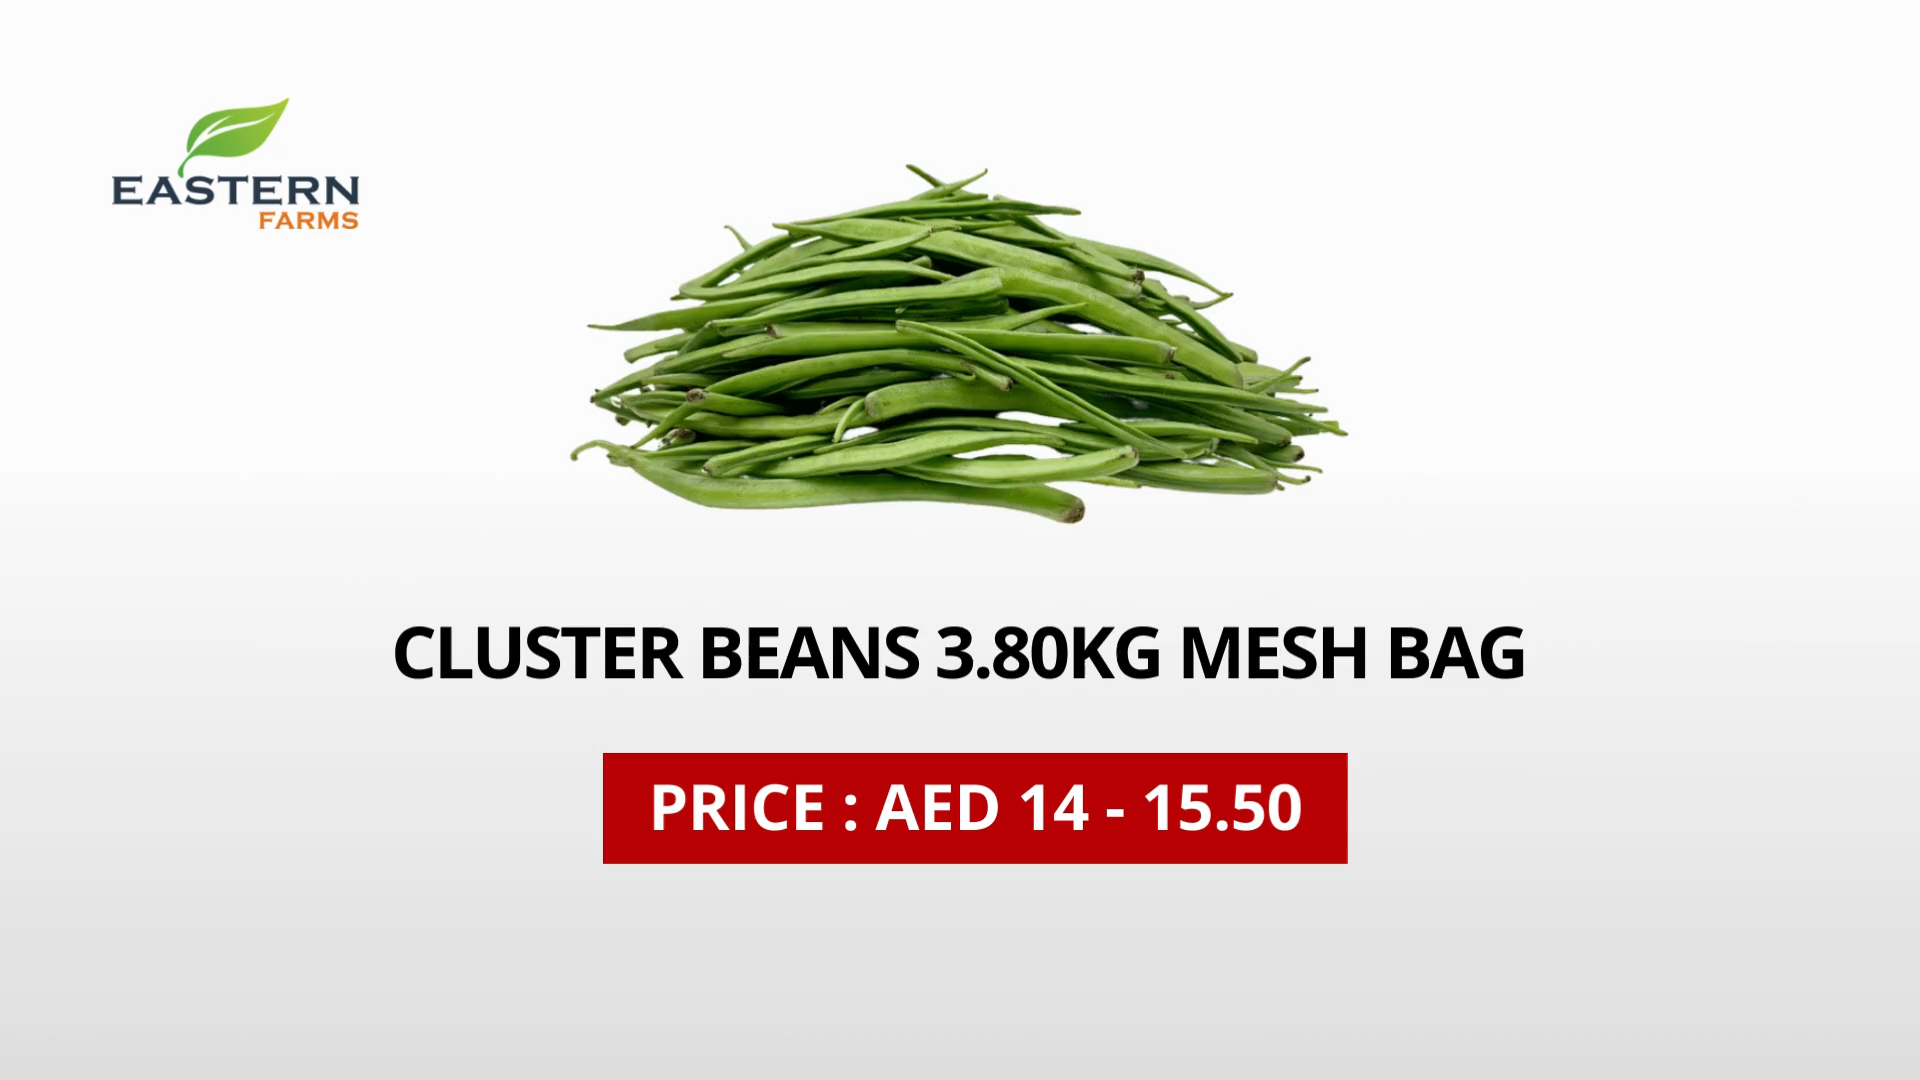 EASTERN
FARMS
CLUSTER BEANS 3.80KG MESH BAG
PRICE : AED 14 - 15.50